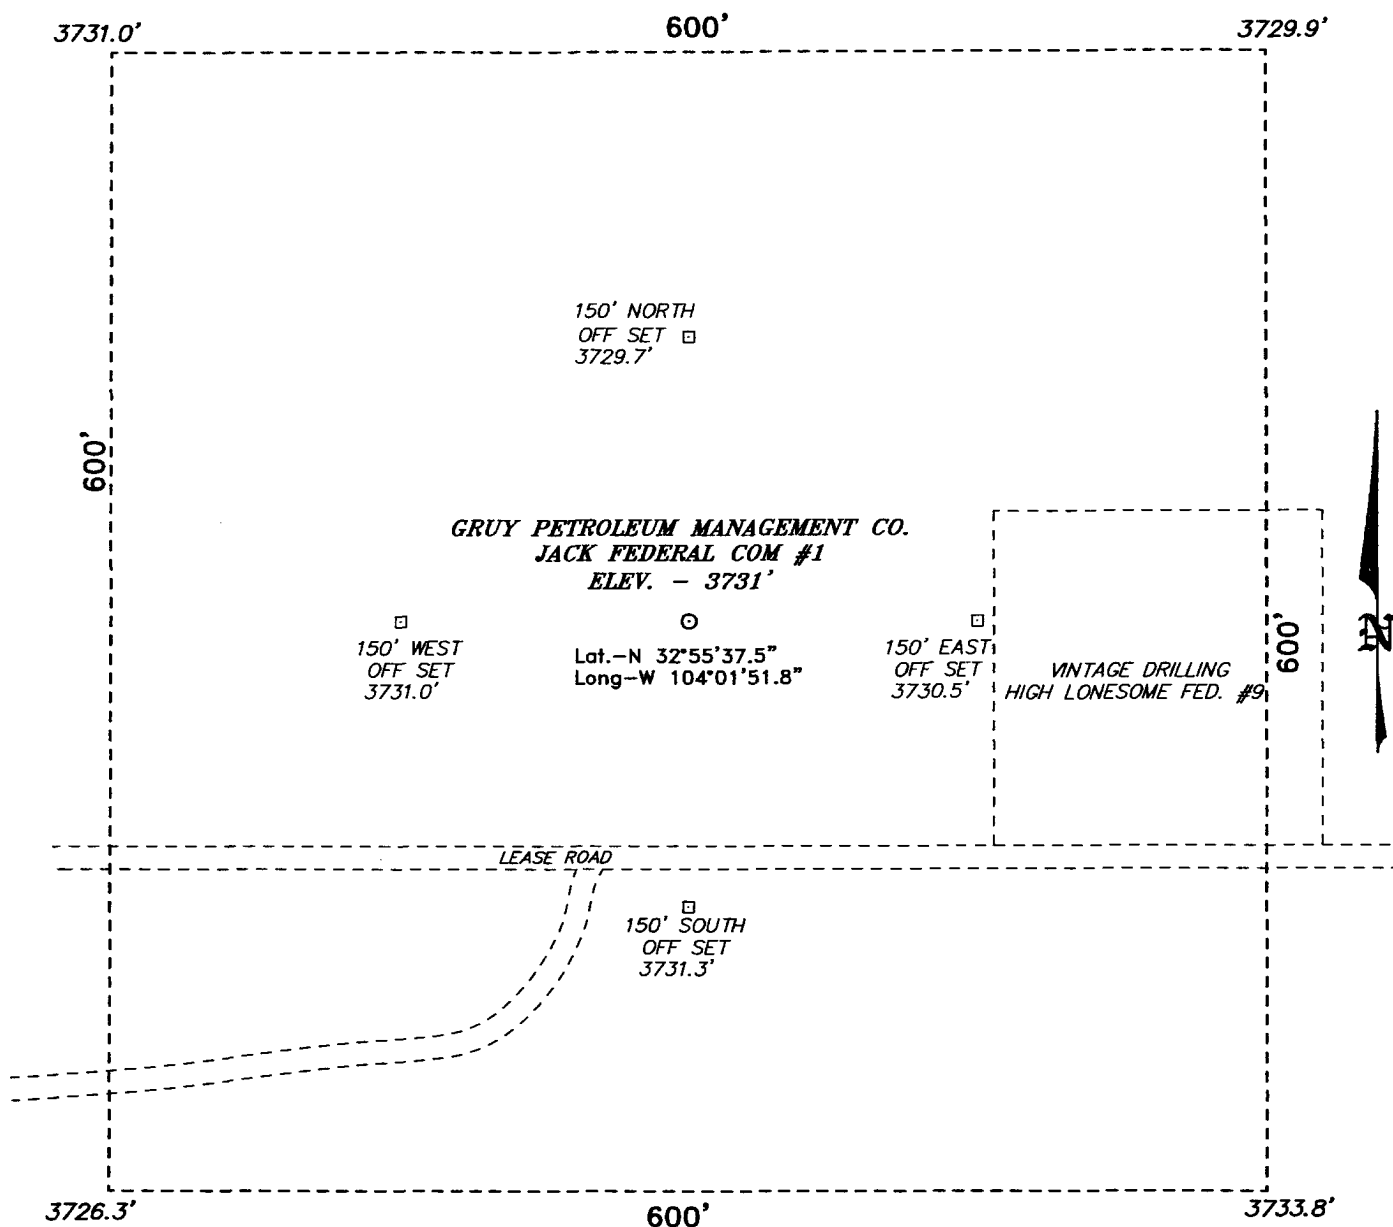 3731.0'
600'
3729.9'
150' NORTH
OFF SET
3729.7'
600'
GRUY PETROLEUM MANAGEMENT CO.
JACK FEDERAL COM #1
ELEV. - 3731'
150' WEST
OFF SET
3731.0'
Lat.-N 32°55'37.5"
Long-W 104°01'51.8"
150' EAST
OFF SET
3730.5'
VINTAGE DRILLING
HIGH LONESOME FED. #9
600'
N
LEASE ROAD
150' SOUTH
OFF SET
3731.3'
3726.3'
600'
3733.8'